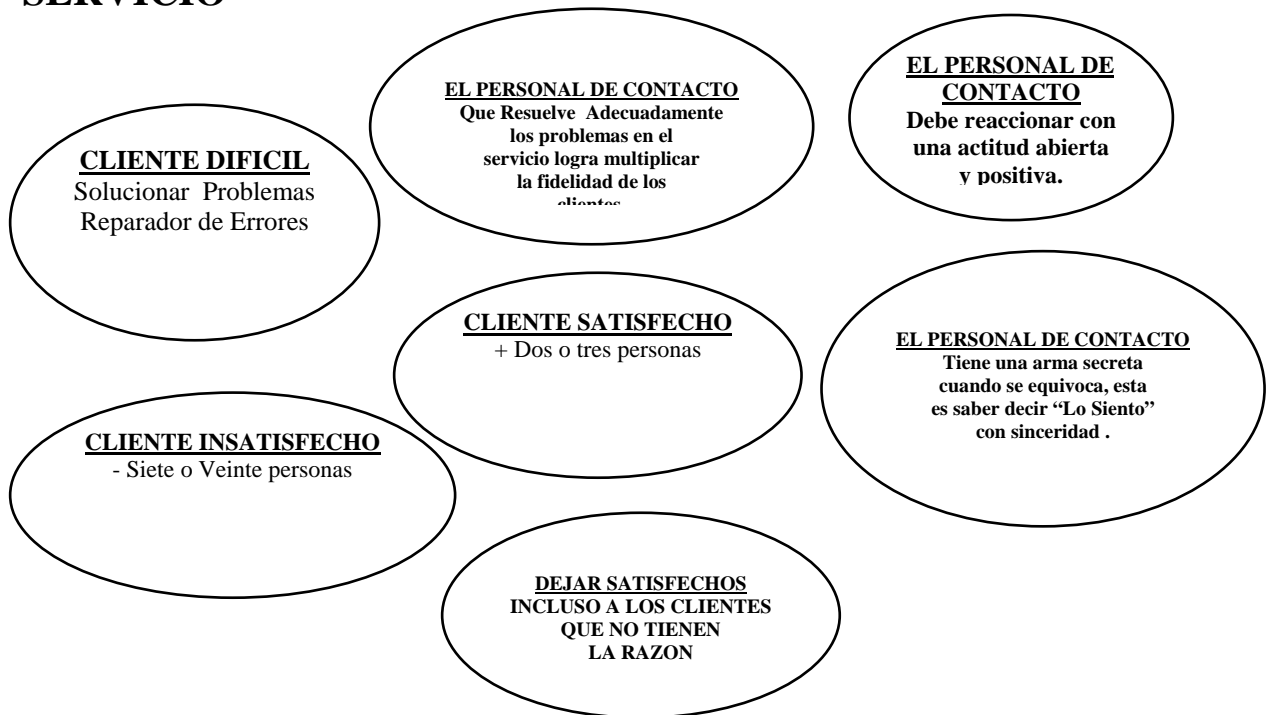 SERVICIO
EL PERSONAL DE CONTACTO
Que Resuelve Adecuadamente
los problemas en el
servicio logra multiplicar
la fidelidad de los
clientes
EL PERSONAL DE
CONTACTO
Debe reaccionar con
una actitud abierta
y positiva.
CLIENTE DIFICIL
Solucionar Problemas
Reparador de Errores
CLIENTE SATISFECHO
+ Dos o tres personas
EL PERSONAL DE CONTACTO
Tiene una arma secreta
cuando se equivoca, esta
es saber decir “Lo Siento”
con sinceridad .
CLIENTE INSATISFECHO
- Siete o Veinte personas
DEJAR SATISFECHOS
INCLUSO A LOS CLIENTES
QUE NO TIENEN
LA RAZON